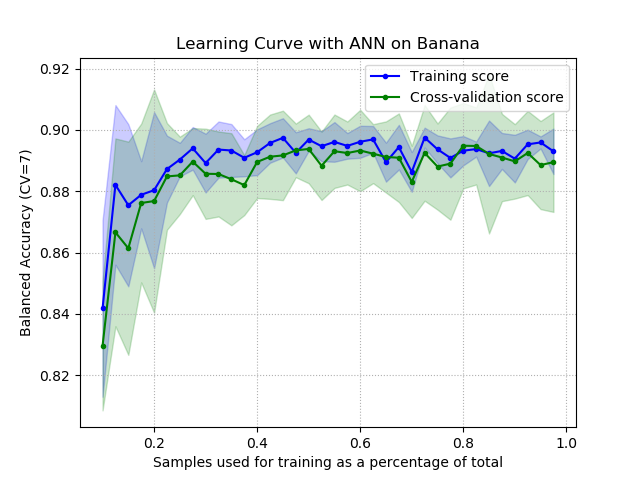 Learning Curve with ANN on Banana
Training score
Cross-validation score
Balanced Accuracy (CV=7)
0.92
0.90
0.88
0.86
0.84
0.82
0.2 0.4 0.6 0.8 1.0
Samples used for training as a percentage of total